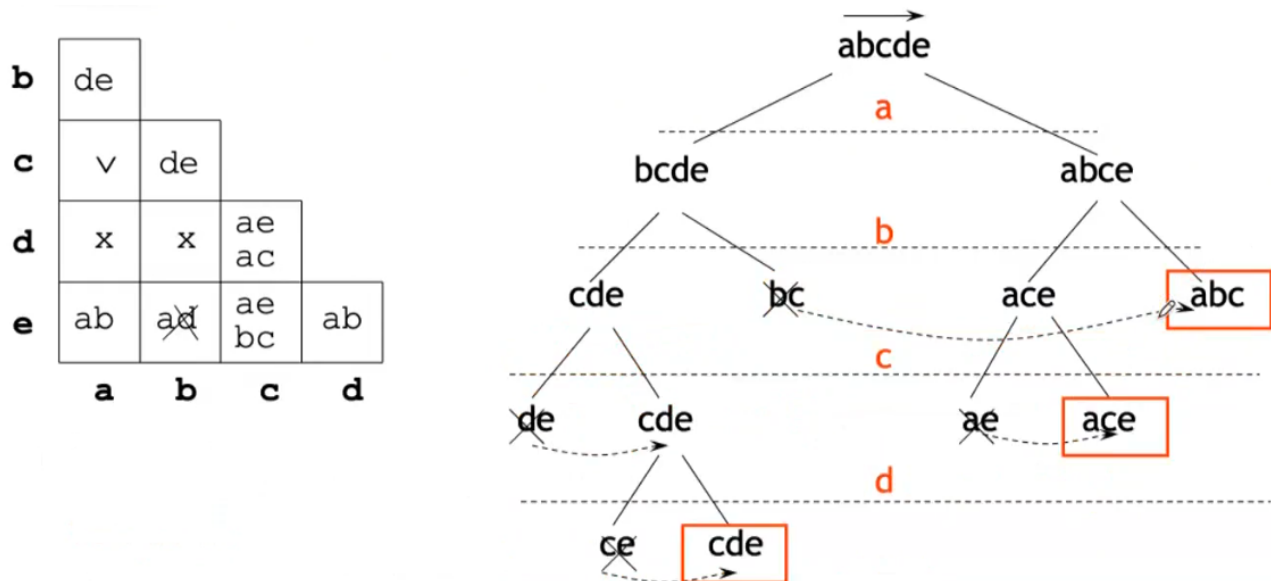 b de
c v de
d x x ae
ac
e ab ad ae ab
bc
a b c d
abcde
a
bcde abce
b
cde bc ace abc
c
de cde ae ace
d
ce cde